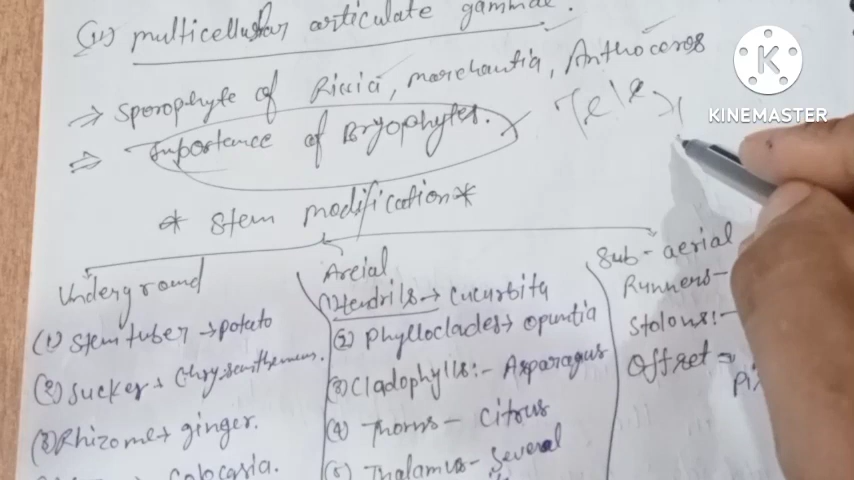 (ii) multicellular articulate gammae.
⇒ Sporophyte of Riccia, marchantia, Anthoceros
⇒ Importance of Bryophytes.
* Stem modification *
Underground
(1) Stem tuber → potato
(2) Sucker →
(3) Rhizome → ginger.
Colocasia.
Areial
(1) Tendrils → Cucurbita
(2) Phylloclades → opuntia
(3) Cladophylls:- Asparagus
(4) Thorns - Citrus
(5) Thalamus - Several
Sub-aerial
Runners -
Stolons:-
Offset -
K
KINEMASTER